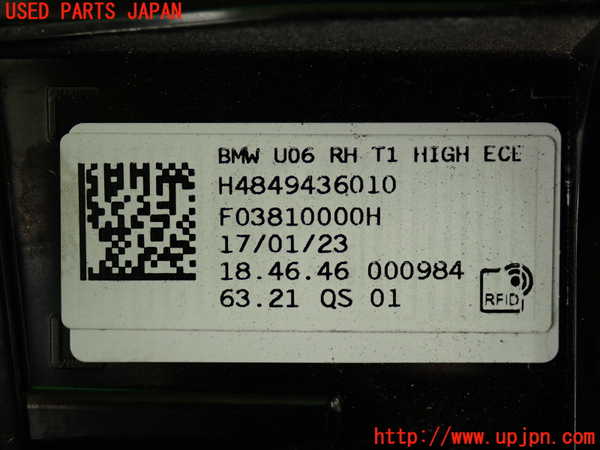 USED PARTS JAPAN
BMW U06 RH T1 HIGH ECE
H4849436010
F03810000H
17/01/23
18.46.46 000984
63.21 QS 01
RFID
http://www.upjpn.com/